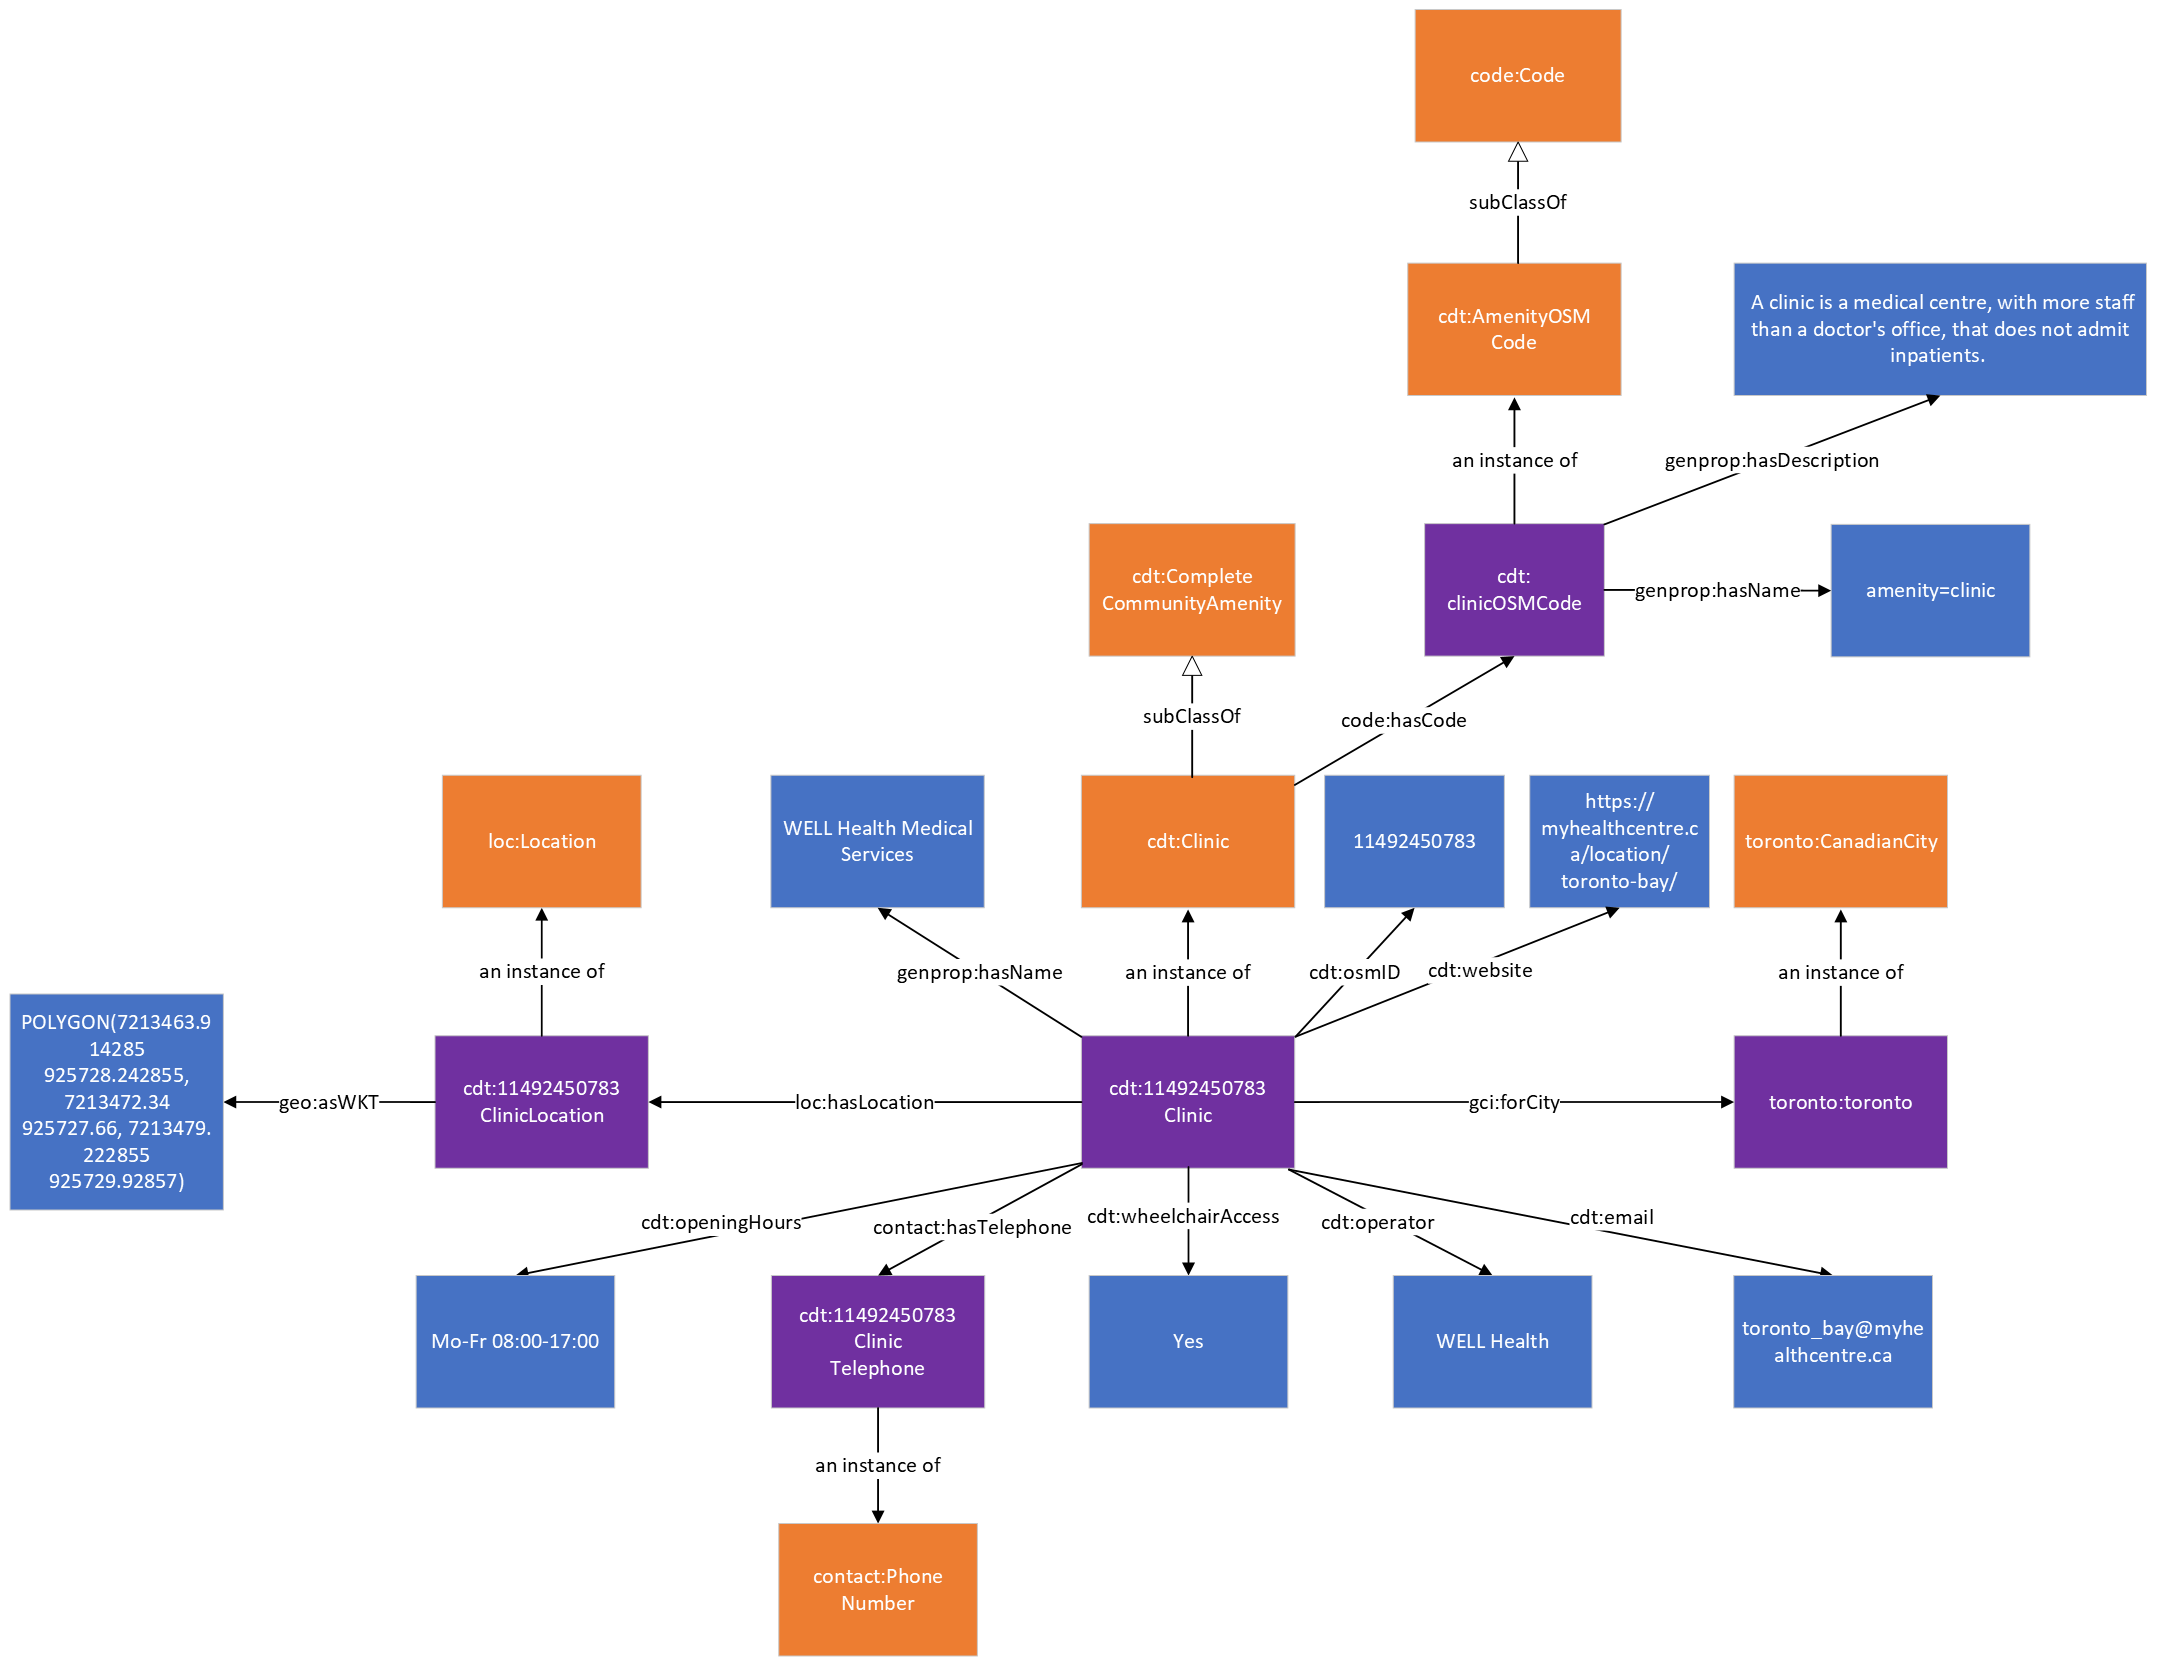 code:Code
subClassOf
cdt:AmenityOSM
Code
A clinic is a medical centre, with more staff
than a doctor's office, that does not admit
inpatients.
an instance of
genprop:hasDescription
cdt:Complete
CommunityAmenity
cdt:
clinicOSMCode
genprop:hasName
amenity=clinic
subClassOf
code:hasCode
loc:Location
WELL Health Medical
Services
cdt:Clinic
11492450783
https://
myhealthcentre.c
a/location/
toronto-bay/
toronto:CanadianCity
an instance of
genprop:hasName
an instance of
cdt:osmID
cdt:website
an instance of
POLYGON(7213463.9
14285
925728.242855,
7213472.34
925727.66, 7213479.
222855
925729.92857)
geo:asWKT
cdt:11492450783
ClinicLocation
loc:hasLocation
cdt:11492450783
Clinic
gci:forCity
toronto:toronto
cdt:openingHours
contact:hasTelephone
cdt:wheelchairAccess
cdt:operator
cdt:email
Mo-Fr 08:00-17:00
cdt:11492450783
Clinic
Telephone
Yes
WELL Health
toronto_bay@myhe
althcentre.ca
an instance of
contact:Phone
Number